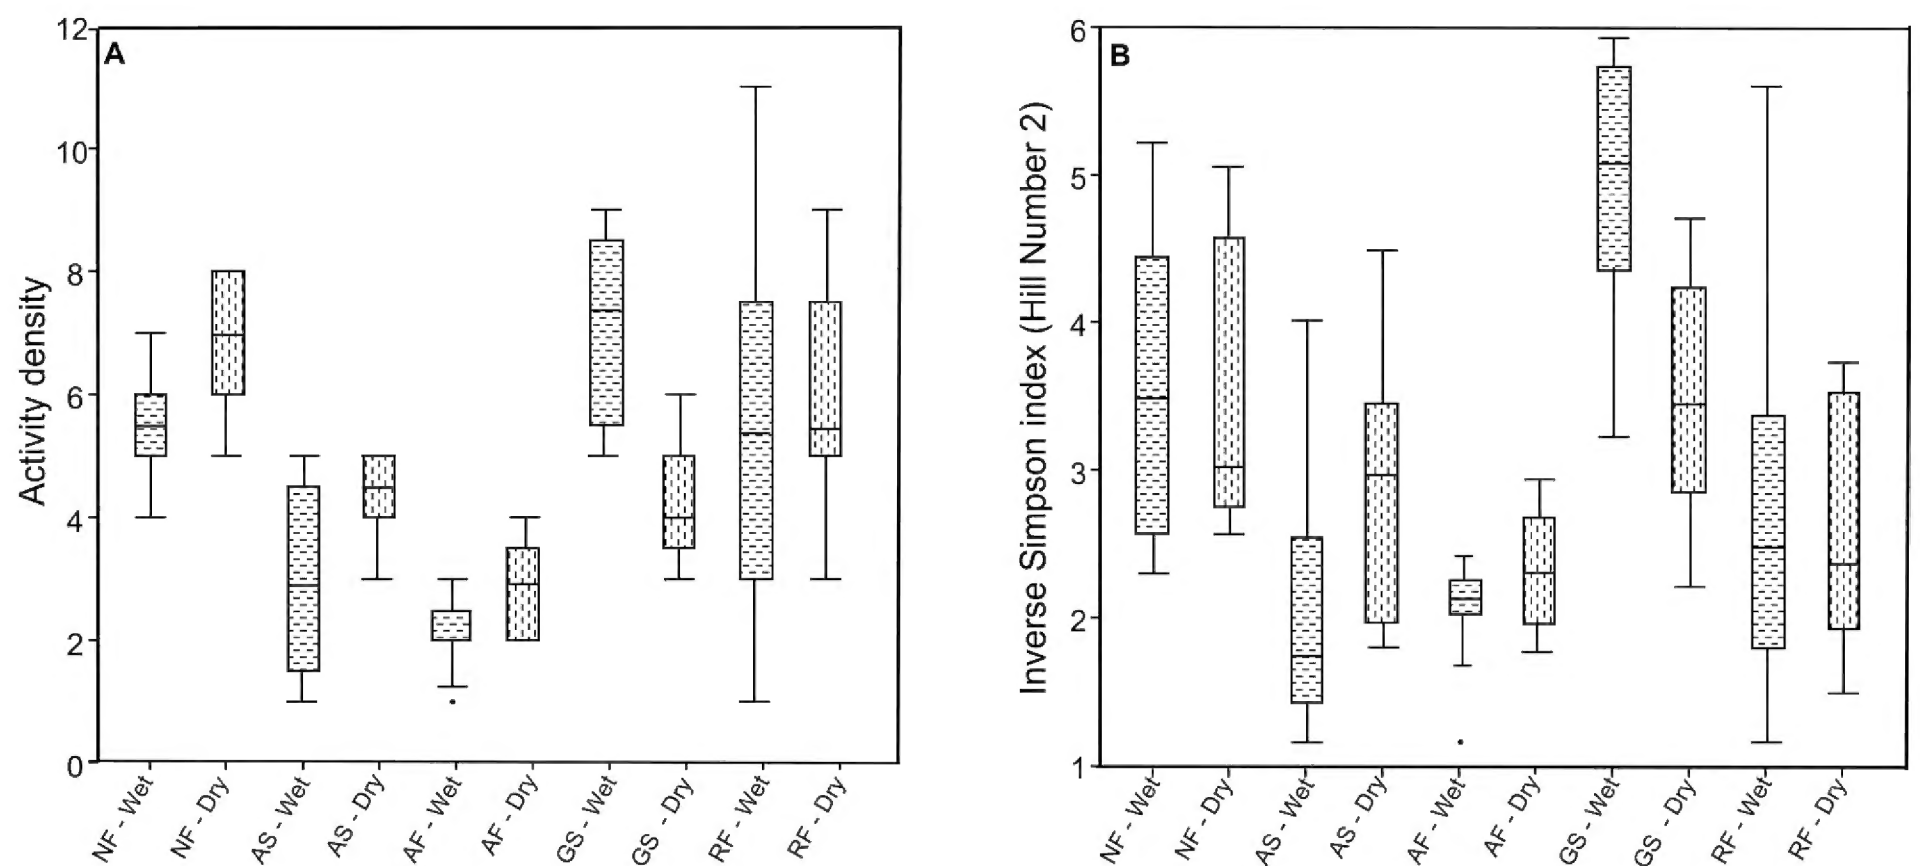 A
Activity density
12
10
8
6
4
2
0
NF - Wet
NF - Dry
AS - Wet
AS - Dry
AF - Wet
AF - Dry
GS - Wet
GS - Dry
RF - Wet
RF - Dry
B
Inverse Simpson index (Hill Number 2)
6
5
4
3
2
1
NF - Wet
NF - Dry
AS - Wet
AS - Dry
AF - Wet
AF - Dry
GS - Wet
GS - Dry
RF - Wet
RF - Dry